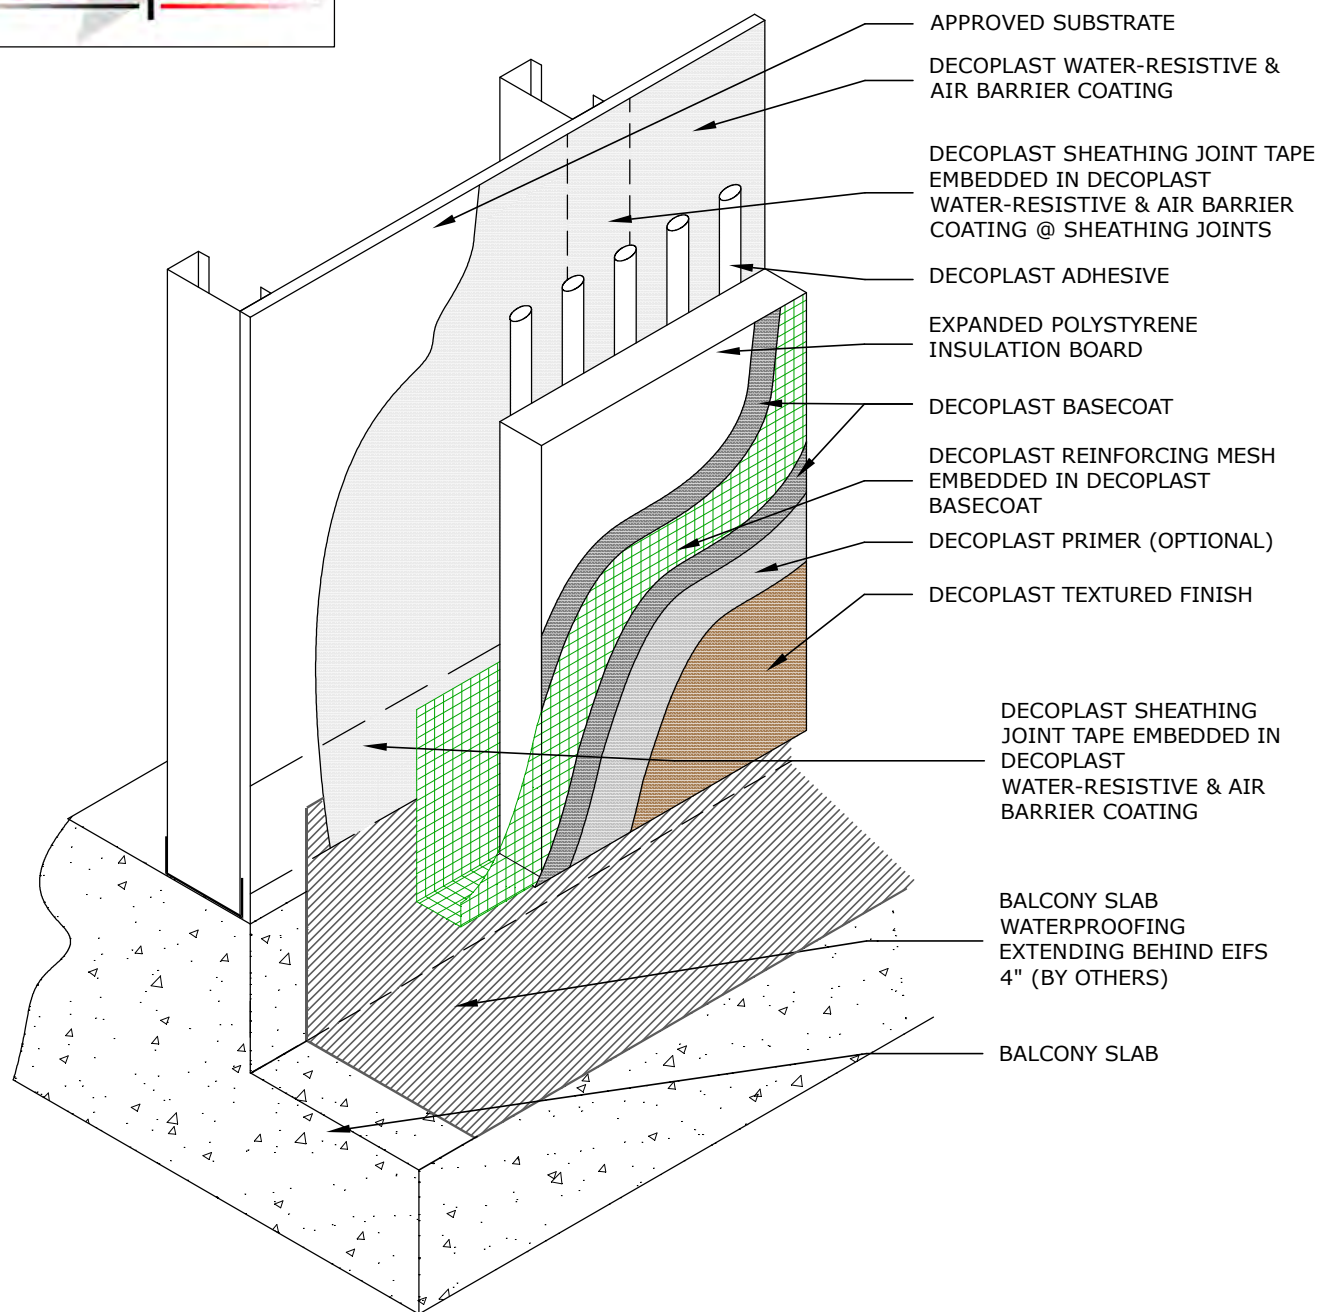 APPROVED SUBSTRATE
DECOPLAST WATER-RESISTIVE &
AIR BARRIER COATING
DECOPLAST SHEATHING JOINT TAPE
EMBEDDED IN DECOPLAST
WATER-RESISTIVE & AIR BARRIER
COATING @ SHEATHING JOINTS
DECOPLAST ADHESIVE
EXPANDED POLYSTYRENE
INSULATION BOARD
DECOPLAST BASECOAT
DECOPLAST REINFORCING MESH
EMBEDDED IN DECOPLAST
BASECOAT
DECOPLAST PRIMER (OPTIONAL)
DECOPLAST TEXTURED FINISH
DECOPLAST SHEATHING
JOINT TAPE EMBEDDED IN
DECOPLAST
WATER-RESISTIVE & AIR
BARRIER COATING
BALCONY SLAB
WATERPROOFING
EXTENDING BEHIND EIFS
4" (BY OTHERS)
BALCONY SLAB